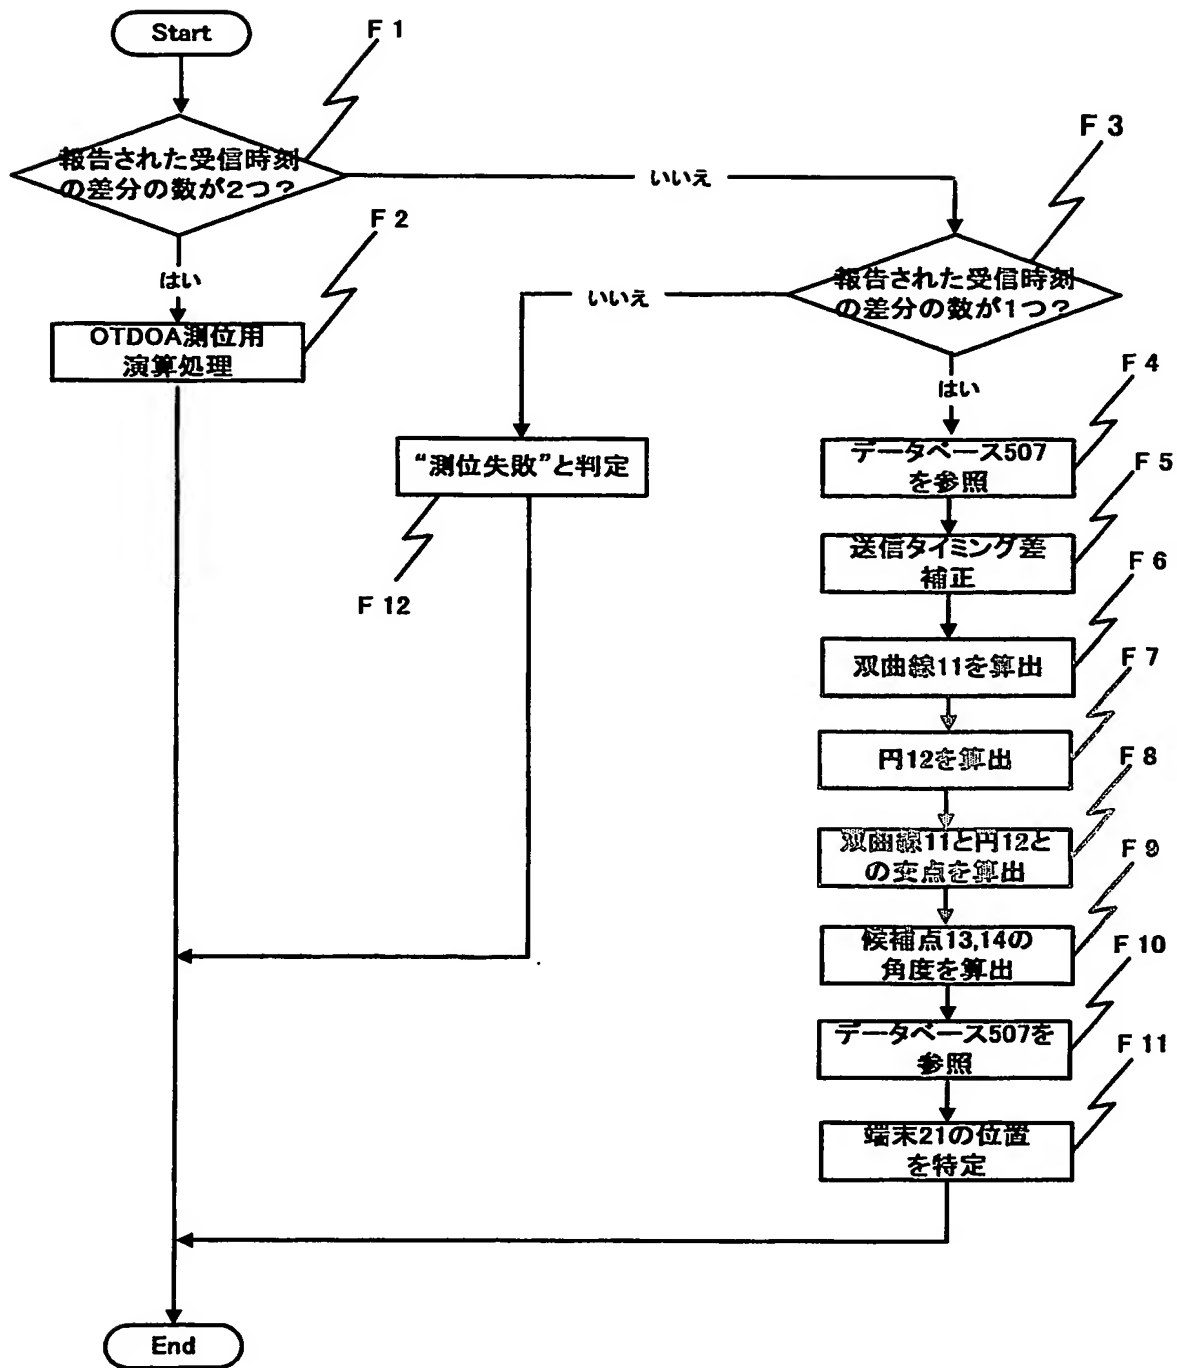 Start
F 1
報告された受信時刻
の差分の数が2つ？
いいえ
F 3
はい
F 2
報告された受信時刻
の差分の数が1つ？
いいえ
OTDOA測位用
演算処理
はい
F 4
データベース507
を参照
“測位失敗”と判定
F 12
F 5
送信タイミング差
補正
F 6
双曲線11を算出
F 7
円12を算出
F 8
双曲線11と円12と
の交点を算出
F 9
候補点13,14の
角度を算出
F 10
データベース507を
参照
F 11
端末21の位置
を特定
End